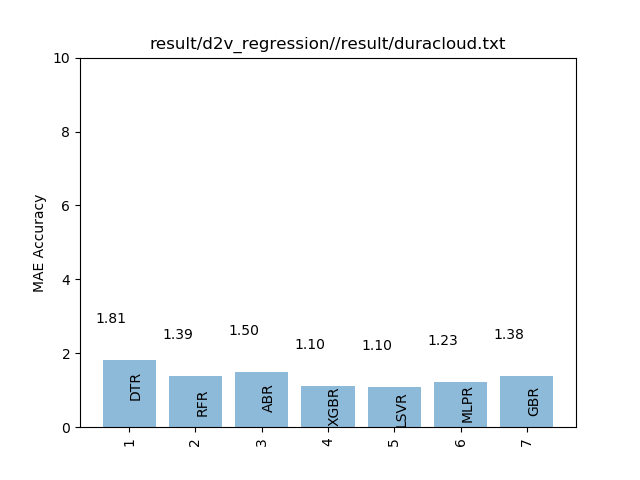 result/d2v_regression//result/duracloud.txt
MAE Accuracy
10
8
6
4
2
0
1.81
1.39
1.50
1.10
1.10
1.23
1.38
DTR
RFR
ABR
XGBR
LSVR
MLPR
GBR
1
2
3
4
5
6
7